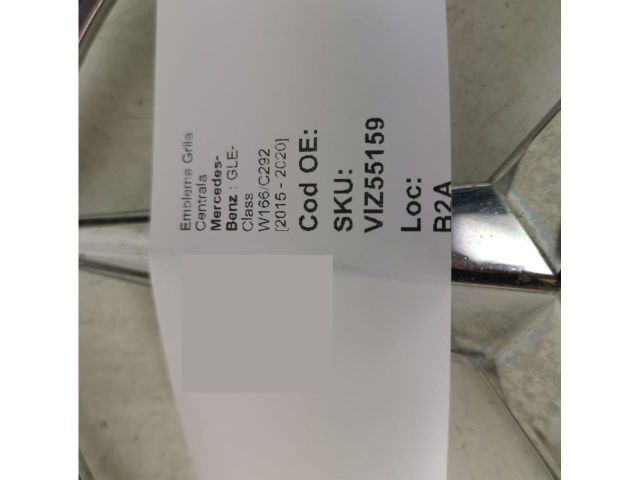 Emblema Grila
Centrala
Mercedes-
Benz : GLE-
Class
W166/C292
[2015 - 2020]
Cod OE:
SKU:
VIZ55159
Loc:
B2A